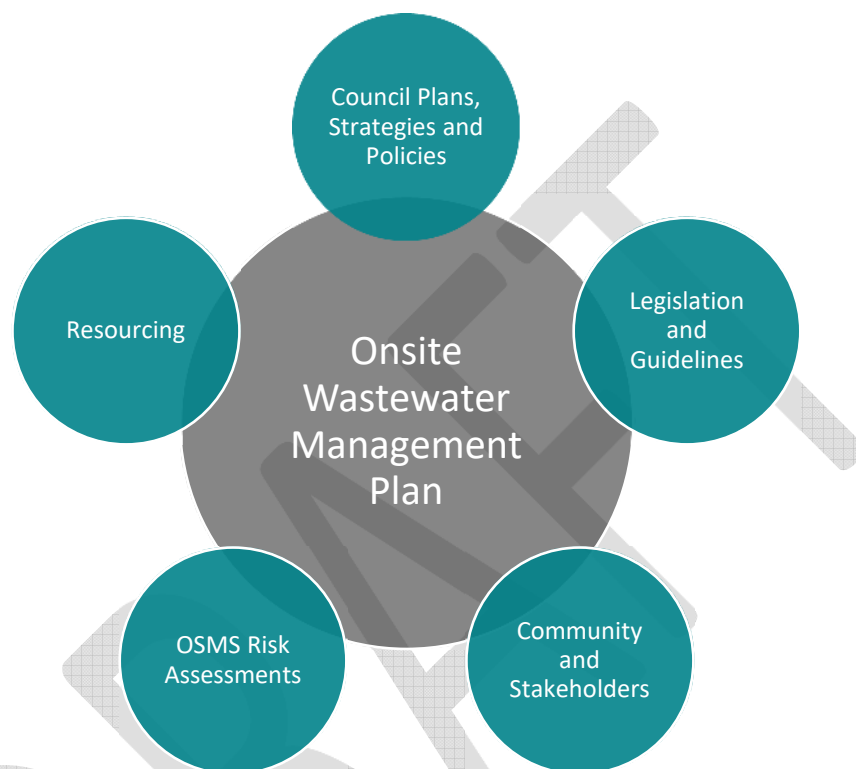 Council Plans,
Strategies and
Policies
Legislation
and
Guidelines
Community
and
Stakeholders
OSMS Risk
Assessments
Resourcing
Onsite
Wastewater
Management
Plan